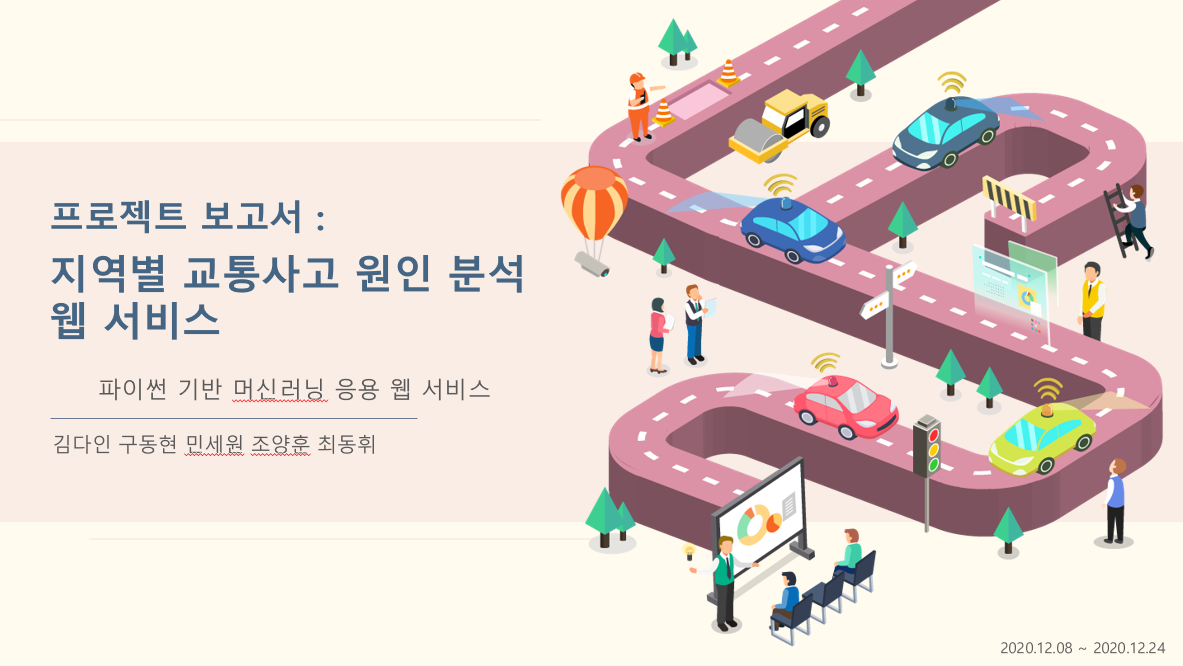 프로젝트 보고서 :
지역별 교통사고 원인 분석
웹 서비스
파이썬 기반 머신러닝 응용 웹 서비스
김다인 구동현 민세원 조양훈 최동휘
2020.12.08 ~ 2020.12.24